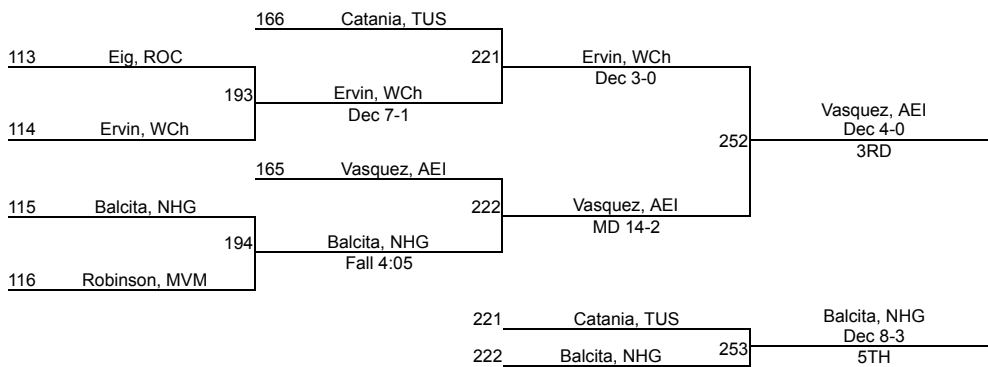 166 Catania, TUS
113 Eig, ROC
221 Ervin, WCh
Dec 3-0
193 Ervin, WCh
Dec 7-1
114 Ervin, WCh
Vasquez, AEI
Dec 4-0
252
3RD
165 Vasquez, AEI
115 Balcita, NHG
222 Vasquez, AEI
MD 14-2
194 Balcita, NHG
Fall 4:05
116 Robinson, MVM
221 Catania, TUS
Balcita, NHG
Dec 8-3
222 Balcita, NHG
253
5TH